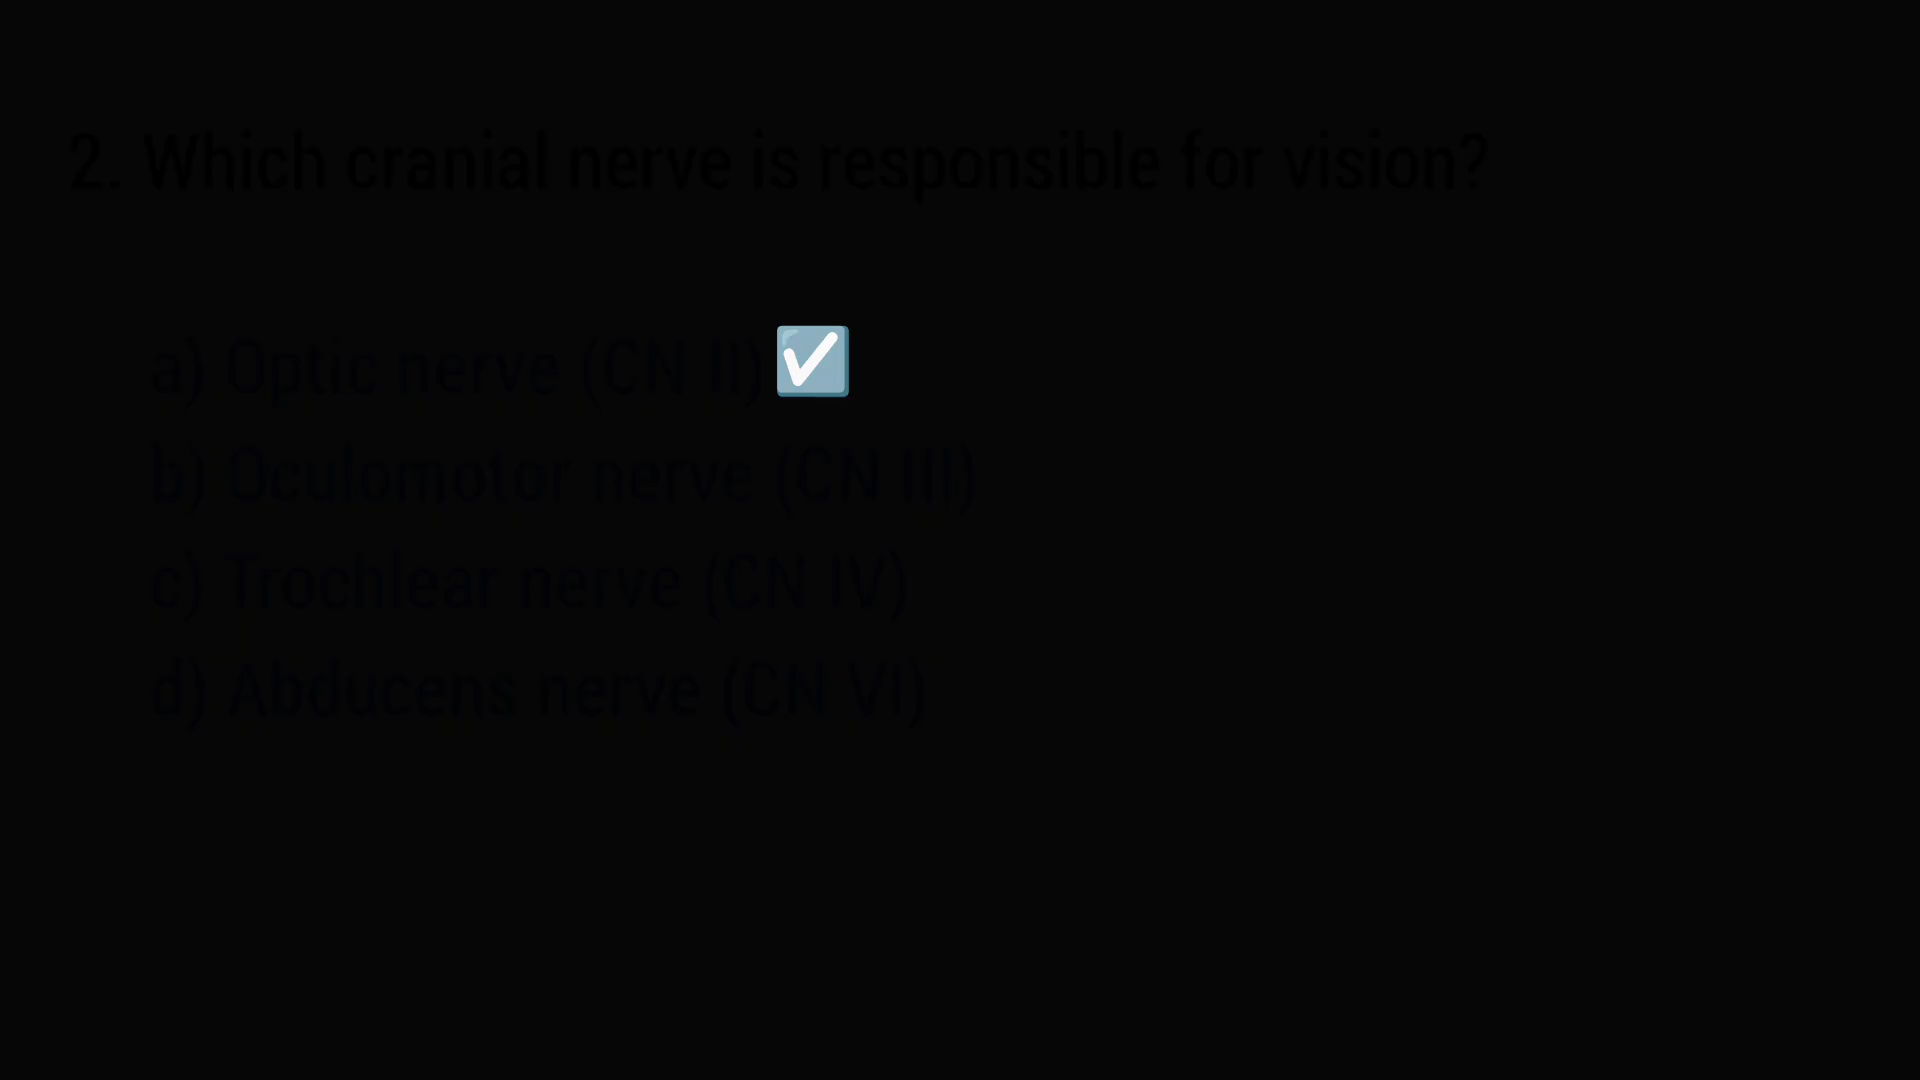 2. Which cranial nerve is responsible for vision?
a) Optic nerve (CN II) ☑
b) Oculomotor nerve (CN III)
c) Trochlear nerve (CN IV)
d) Abducens nerve (CN VI)